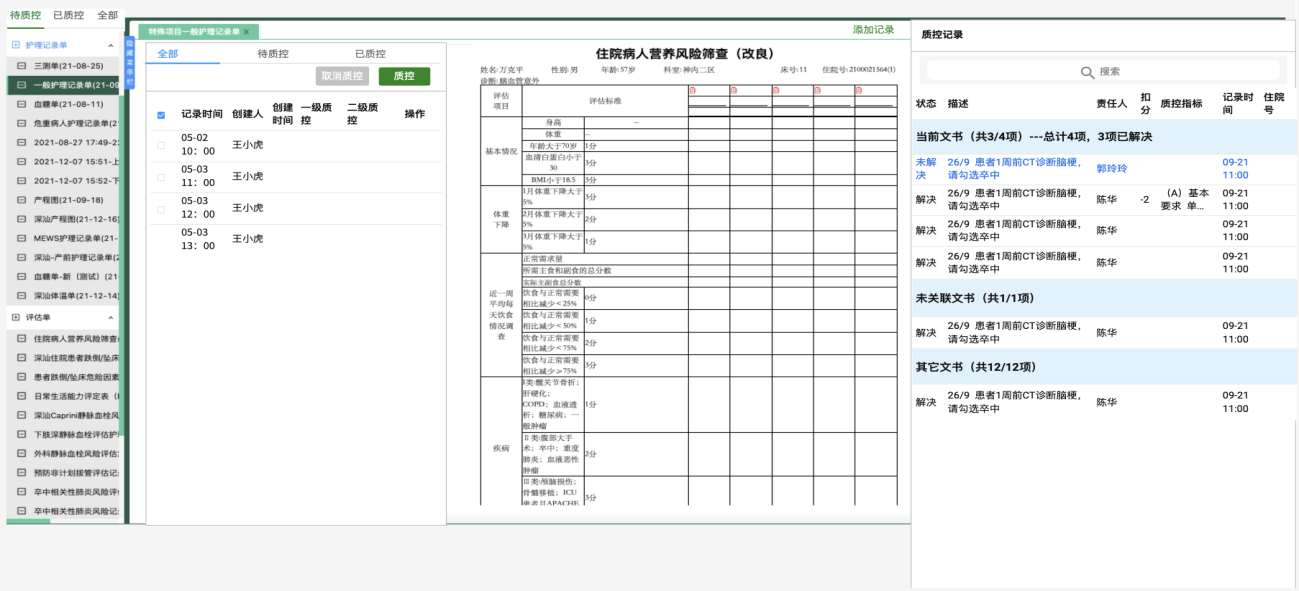 待质控 已质控 全部
护理记录单
三测单(21-08-25)
一般护理记录单(21-09
血糖单(21-08-11)
危重病人护理记录单(2
2021-08-27 17:49-2
2021-12-07 15:51-上
2021-12-07 15:52-下
产程图(21-09-18)
深汕产程图(21-12-16)
MEWS护理记录单(21-
深汕-产前护理记录单(2
血糖单-新（测试）(21-
深汕体温单(21-12-14)
评估单
住院病人营养风险筛查(
深汕住院患者跌倒/坠床
患者跌倒/坠床危险因素
日常生活能力评定表（
深汕Caprini静脉血栓风
下肢深静脉血栓评估护
外科静脉血栓风险评估
预防非计划拔管评估记
卒中相关性肺炎风险评
卒中相关性肺炎风险记
隐藏菜单栏
特殊项目一般护理记录单 ×
添加记录
全部 待质控 已质控
取消质控 质控
记录时间 创建人 创建时间 一级质控 二级质控 操作
05-02 10：00 王小虎
05-03 11：00 王小虎
05-03 12：00 王小虎
05-03 13：00 王小虎
住院病人营养风险筛查（改良）
姓名:万克平 性别:男 年龄:57岁 科室:神内二区 床号:11 住院号:2100021564(1)
诊断:脑血管意外
评估项目 评估标准
基本情况
身高 --
体重 --
年龄大于70岁 1分
血清白蛋白小于30 3分
BMI小于18.5 3分
体重下降
1月体重下降大于5% 3分
2月体重下降大于5% 2分
3月体重下降大于5% 1分
近一周平均每天饮食情况调查
正常需求量
所需主食和副食的总分数
实际主副食总分数
饮食与正常需要相比减少＜25% 0分
饮食与正常需要相比减少＜50% 1分
饮食与正常需要相比减少＜75% 2分
饮食与正常需要相比减少≥75% 3分
疾病
Ⅰ类:髋关节骨折；肝硬化；COPD；血液透析；糖尿病；一般肿瘤 1分
Ⅱ类:腹部大手术；卒中；重度肺炎；血液恶性肿瘤 2分
Ⅲ类:颅脑损伤；骨髓移植；ICU患者且APACHE 3分
质控记录
搜索
状态 描述 责任人 扣分 质控指标 记录时间 住院号
当前文书（共3/4项）---总计4项，3项已解决
未解决 26/9 患者1周前CT诊断脑梗，请勾选卒中 郭玲玲 09-21 11:00
解决 26/9 患者1周前CT诊断脑梗，请勾选卒中 陈华 -2 （A）基本要求 单... 09-21 11:00
解决 26/9 患者1周前CT诊断脑梗，请勾选卒中 陈华 09-21 11:00
解决 26/9 患者1周前CT诊断脑梗，请勾选卒中 陈华 09-21 11:00
未关联文书（共1/1项）
解决 26/9 患者1周前CT诊断脑梗，请勾选卒中 陈华 09-21 11:00
其它文书（共12/12项）
解决 26/9 患者1周前CT诊断脑梗，请勾选卒中 陈华 09-21 11:00